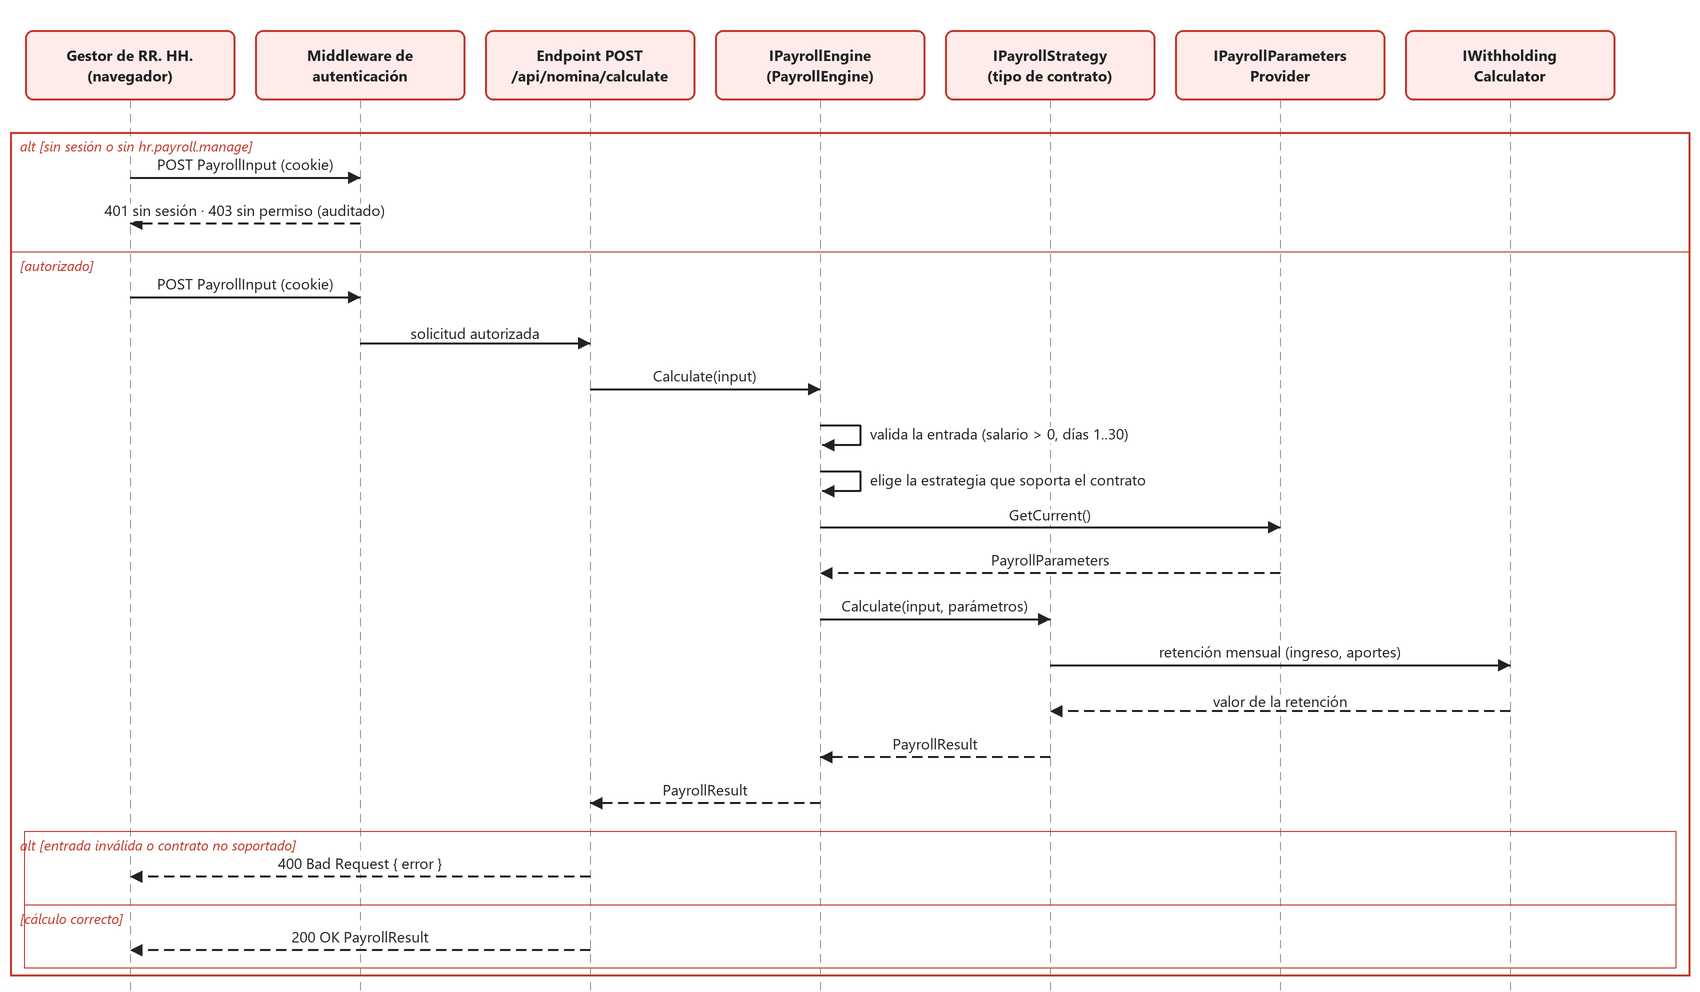 Gestor de RR. HH.
(navegador)
Middleware de
autenticación
Endpoint POST
/api/nomina/calculate
IPayrollEngine
(PayrollEngine)
IPayrollStrategy
(tipo de contrato)
IPayrollParameters
Provider
IWithholding
Calculator
alt [sin sesión o sin hr.payroll.manage]
POST PayrollInput (cookie)
401 sin sesión · 403 sin permiso (auditado)
[autorizado]
POST PayrollInput (cookie)
solicitud autorizada
Calculate(input)
valida la entrada (salario > 0, días 1..30)
elige la estrategia que soporta el contrato
GetCurrent()
PayrollParameters
Calculate(input, parámetros)
retención mensual (ingreso, aportes)
valor de la retención
PayrollResult
PayrollResult
alt [entrada inválida o contrato no soportado]
400 Bad Request { error }
[cálculo correcto]
200 OK PayrollResult